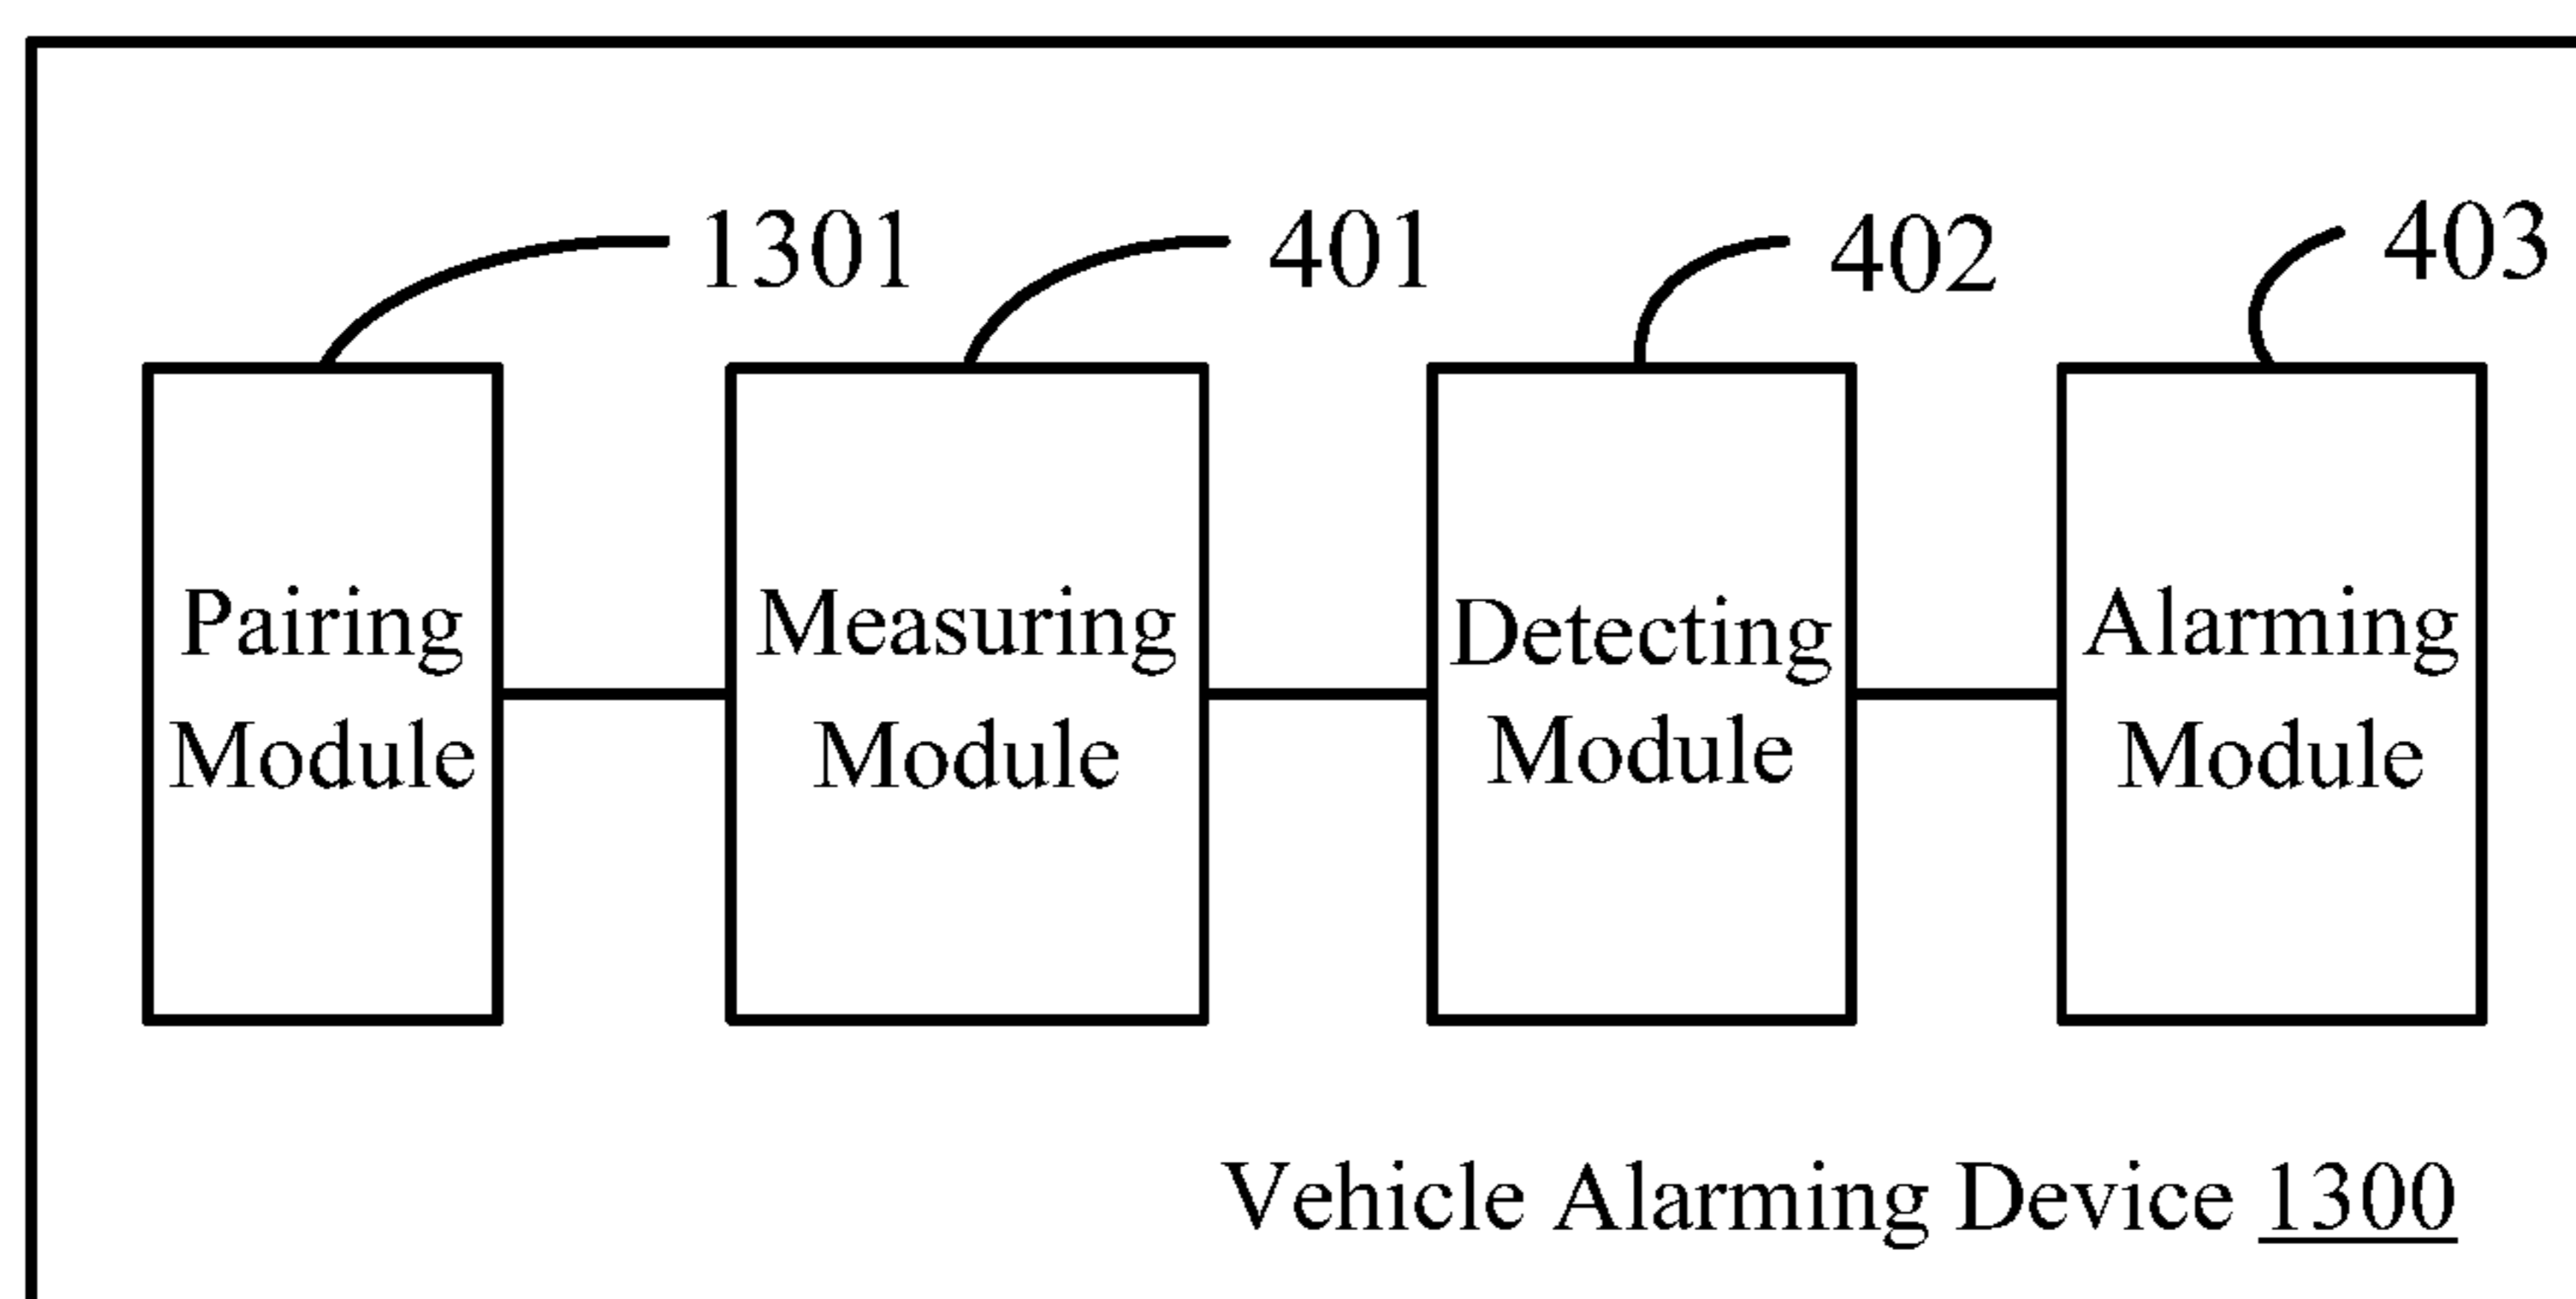 1301
401
402
403
Pairing
Module
Measuring
Module
Detecting
Module
Alarming
Module
Vehicle Alarming Device 1300